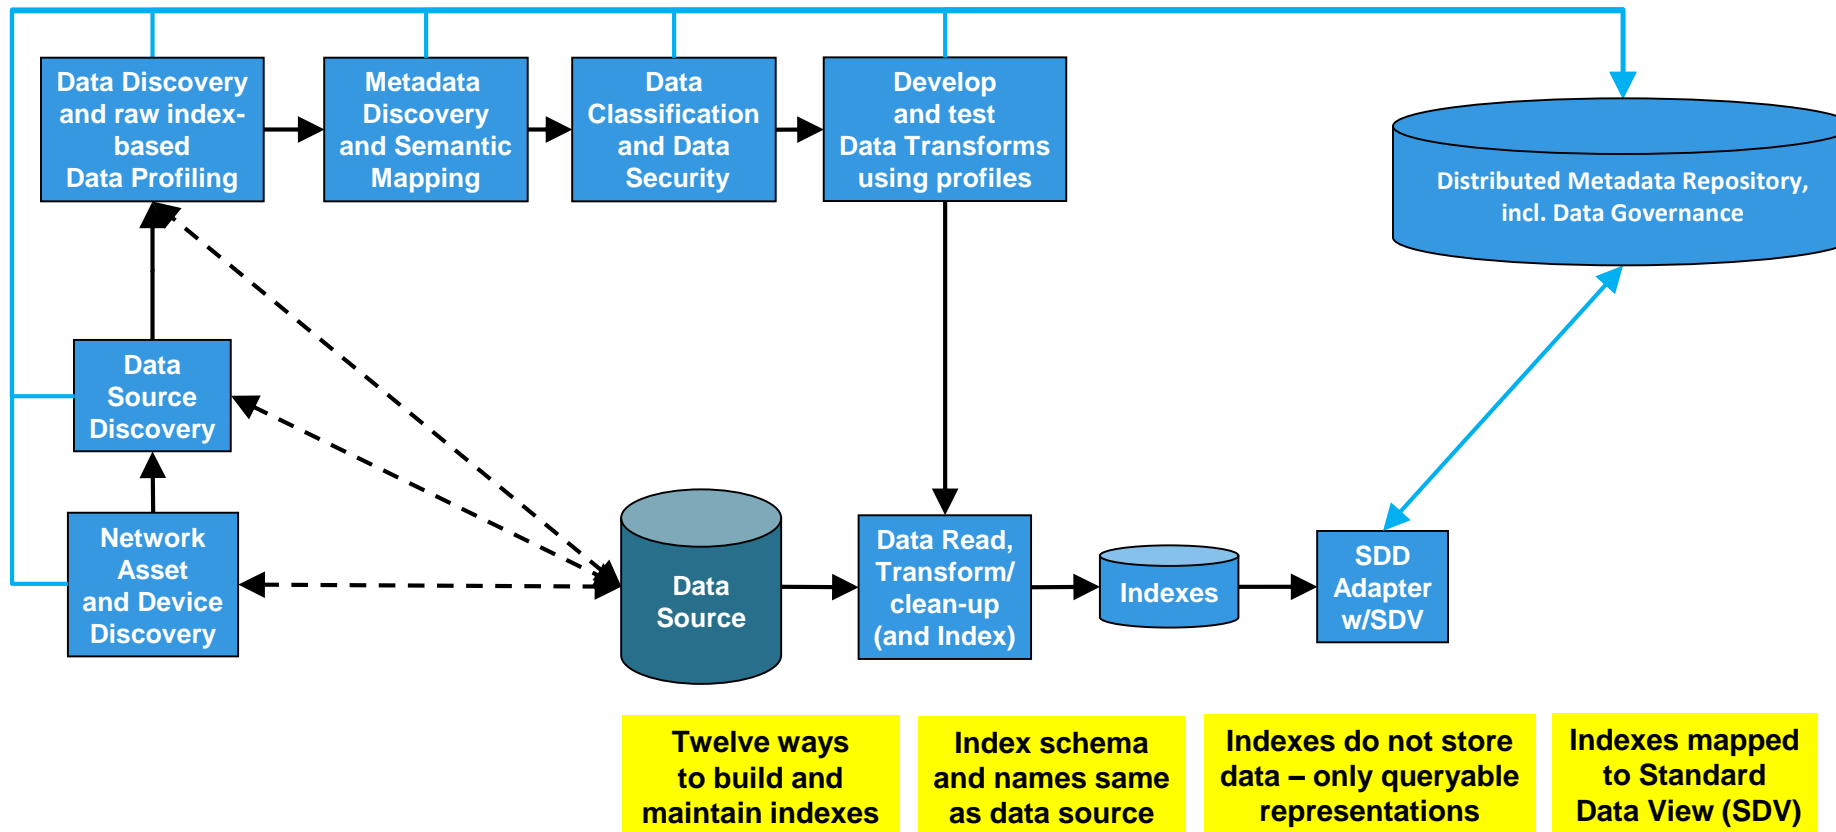 Data Discovery
and raw index-
based
Data Profiling
Metadata
Discovery
and Semantic
Mapping
Data
Classification
and Data
Security
Develop
and test
Data Transforms
using profiles
Distributed Metadata Repository,
incl. Data Governance
Data
Source
Discovery
Network
Asset
and Device
Discovery
Data
Source
Data Read,
Transform/
clean-up
(and Index)
Indexes
SDD
Adapter
w/SDV
Twelve ways
to build and
maintain indexes
Index schema
and names same
as data source
Indexes do not store
data – only queryable
representations
Indexes mapped
to Standard
Data View (SDV)